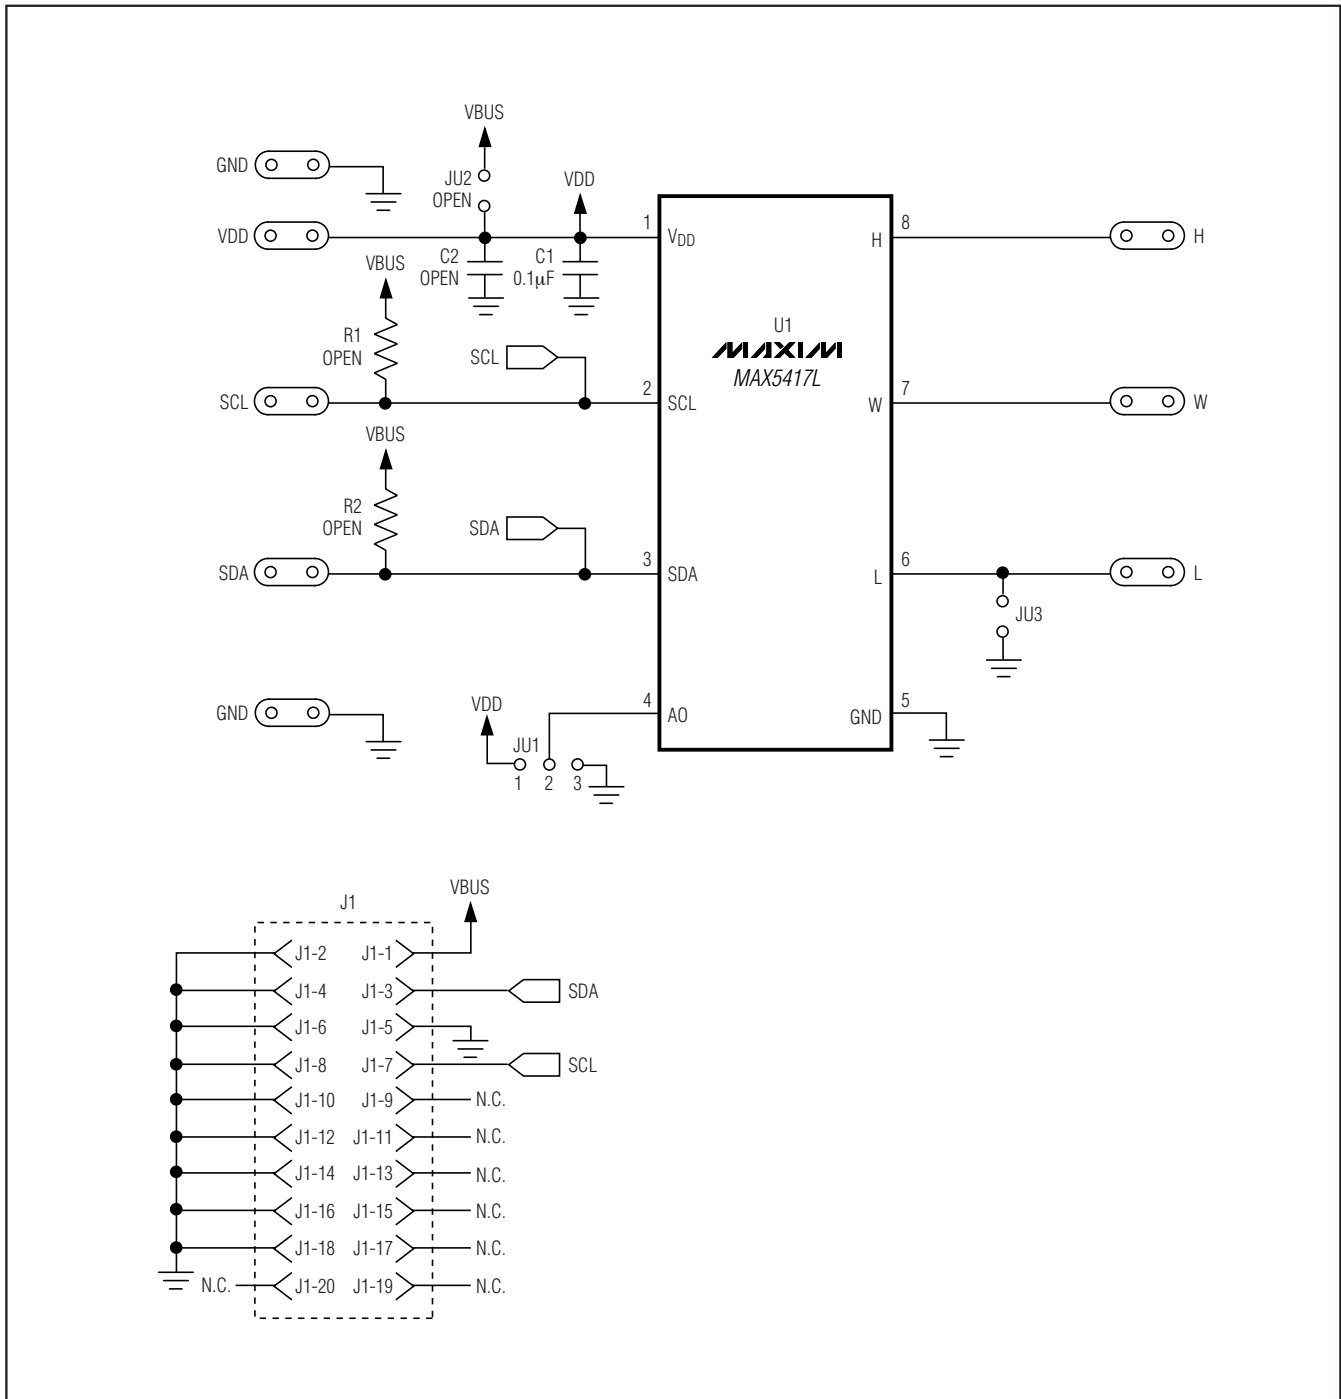 VBUS
GND
JU2
OPEN
VDD
VDD
1
VDD
8
H
H
VBUS
C2
OPEN
C1
0.1µF
R1
OPEN
SCL
U1
MAXIM
MAX5417L
SCL
2
SCL
7
W
W
VBUS
R2
OPEN
SDA
SDA
3
SDA
6
L
L
JU3
GND
VDD
4
A0
5
GND
JU1
1 2 3
J1
VBUS
J1-2 J1-1
J1-4 J1-3 SDA
J1-6 J1-5
J1-8 J1-7 SCL
J1-10 J1-9 N.C.
J1-12 J1-11 N.C.
J1-14 J1-13 N.C.
J1-16 J1-15 N.C.
J1-18 J1-17 N.C.
N.C. J1-20 J1-19 N.C.